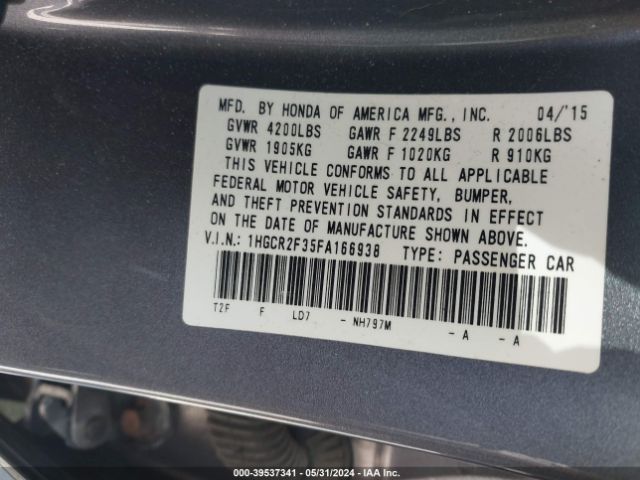 MFD. BY HONDA OF AMERICA MFG., INC. 04/'15
GVWR 4200LBS GAWR F 2249LBS R 2006LBS
GVWR 1905KG GAWR F 1020KG R 910KG
THIS VEHICLE CONFORMS TO ALL APPLICABLE
FEDERAL MOTOR VEHICLE SAFETY, BUMPER,
AND THEFT PREVENTION STANDARDS IN EFFECT
ON THE DATE OF MANUFACTURE SHOWN ABOVE.
V.I.N.: 1HGCR2F35FA166938 TYPE: PASSENGER CAR
T2F F LD7 - NH797M - A - A
000-39537341 - 05/31/2024 - IAA Inc.